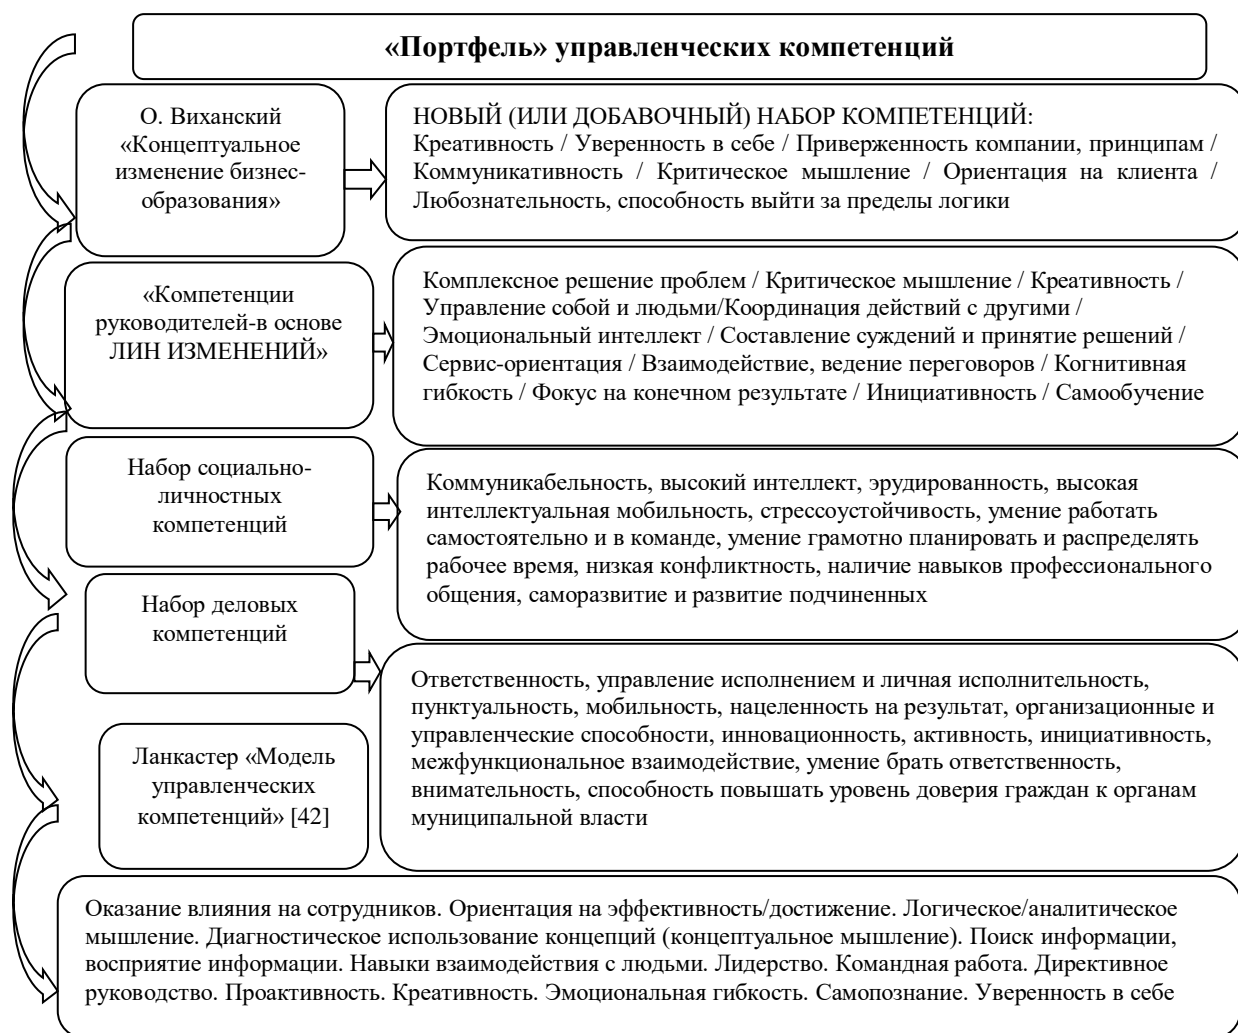 «Портфель» управленческих компетенций
О. Виханский
«Концептуальное
изменение бизнес-
образования»
НОВЫЙ (ИЛИ ДОБАВОЧНЫЙ) НАБОР КОМПЕТЕНЦИЙ:
Креативность / Уверенность в себе / Приверженность компании, принципам /
Коммуникативность / Критическое мышление / Ориентация на клиента /
Любознательность, способность выйти за пределы логики
«Компетенции
руководителей-в основе
ЛИН ИЗМЕНЕНИЙ»
Комплексное решение проблем / Критическое мышление / Креативность /
Управление собой и людьми/Координация действий с другими /
Эмоциональный интеллект / Составление суждений и принятие решений /
Сервис-ориентация / Взаимодействие, ведение переговоров / Когнитивная
гибкость / Фокус на конечном результате / Инициативность / Самообучение
Набор социально-
личностных
компетенций
Коммуникабельность, высокий интеллект, эрудированность, высокая
интеллектуальная мобильность, стрессоустойчивость, умение работать
самостоятельно и в команде, умение грамотно планировать и распределять
рабочее время, низкая конфликтность, наличие навыков профессионального
общения, саморазвитие и развитие подчиненных
Набор деловых
компетенций
Ответственность, управление исполнением и личная исполнительность,
пунктуальность, мобильность, нацеленность на результат, организационные и
управленческие способности, инновационность, активность, инициативность,
межфункциональное взаимодействие, умение брать ответственность,
внимательность, способность повышать уровень доверия граждан к органам
муниципальной власти
Ланкастер «Модель
управленческих
компетенций» [42]
Оказание влияния на сотрудников. Ориентация на эффективность/достижение. Логическое/аналитическое
мышление. Диагностическое использование концепций (концептуальное мышление). Поиск информации,
восприятие информации. Навыки взаимодействия с людьми. Лидерство. Командная работа. Директивное
руководство. Проактивность. Креативность. Эмоциональная гибкость. Самопознание. Уверенность в себе